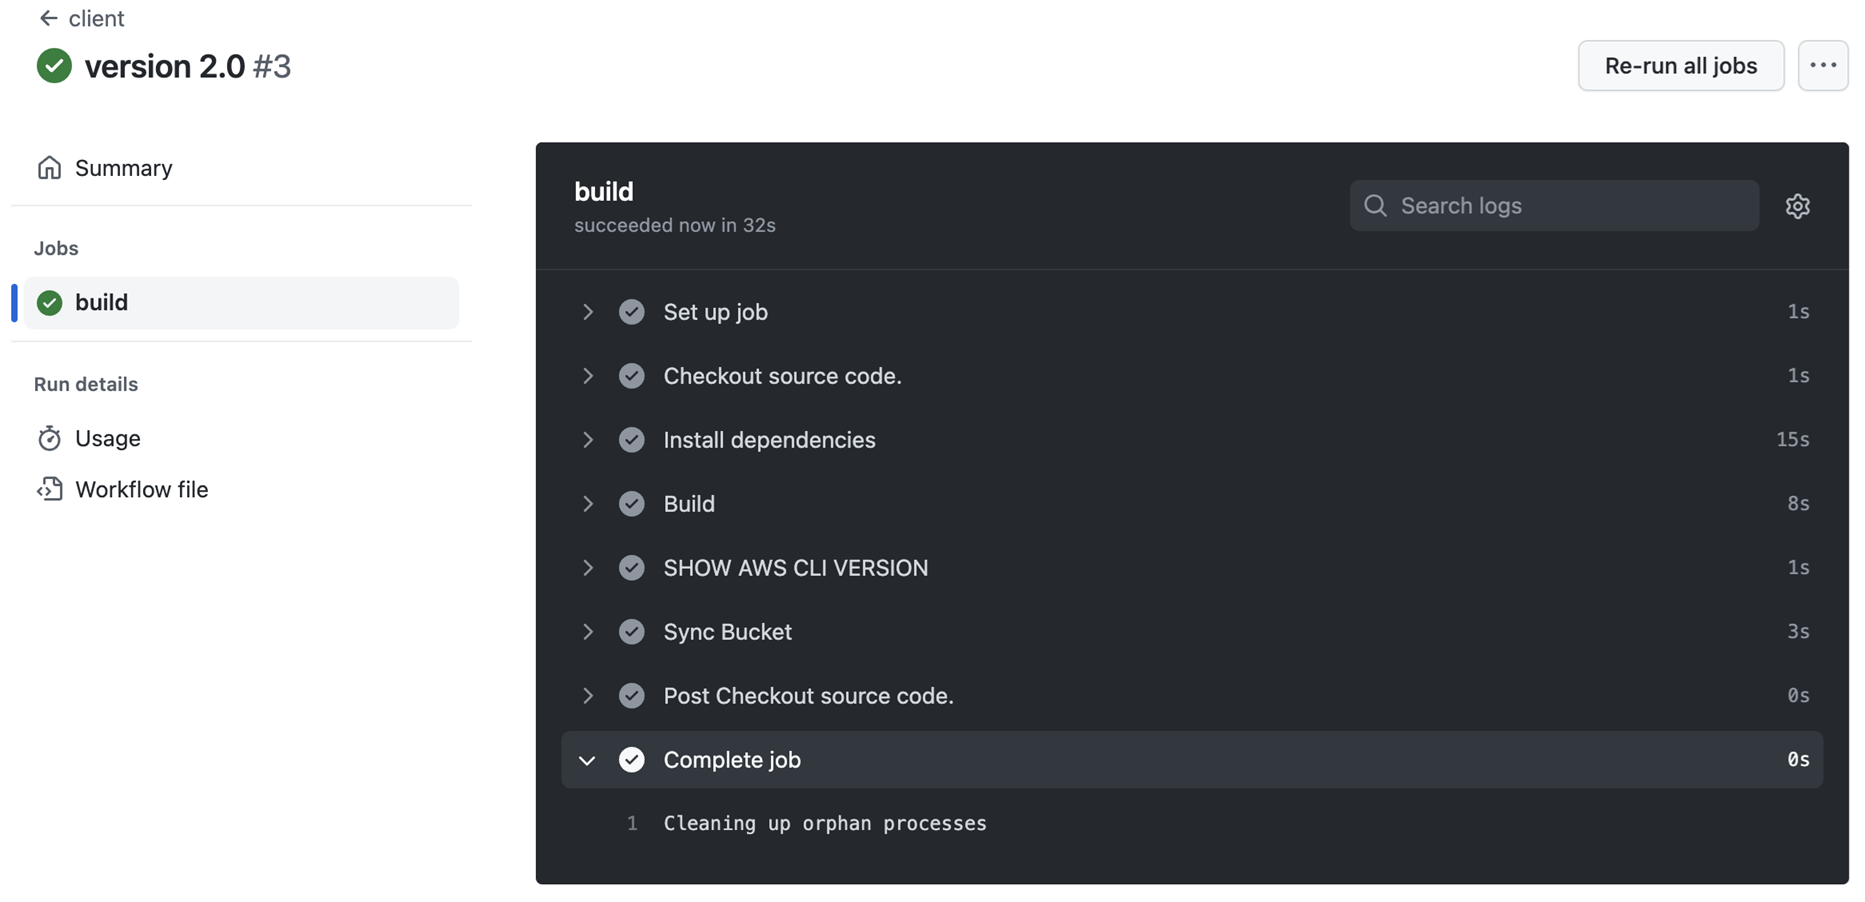 client
version 2.0 #3
Re-run all jobs
Summary
Jobs
build
Run details
Usage
Workflow file
build
succeeded now in 32s
Search logs
Set up job 1s
Checkout source code. 1s
Install dependencies 15s
Build 8s
SHOW AWS CLI VERSION 1s
Sync Bucket 3s
Post Checkout source code. 0s
Complete job 0s
1 Cleaning up orphan processes